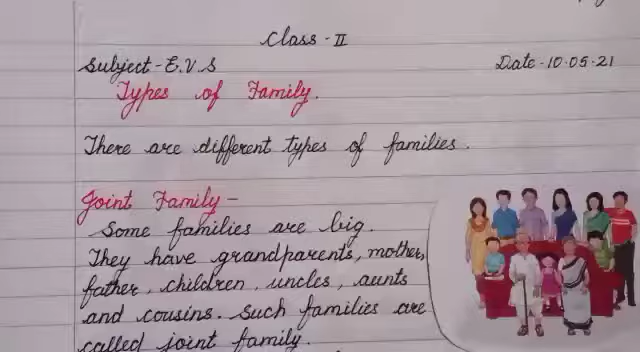 Class - II
Subject - E.V.S
Date - 10.05.21
Types of Family.
There are different types of families.
Joint Family -
Some families are big.
They have grandparents, mother,
father, children, uncles, aunts
and cousins. Such families are
called joint family.